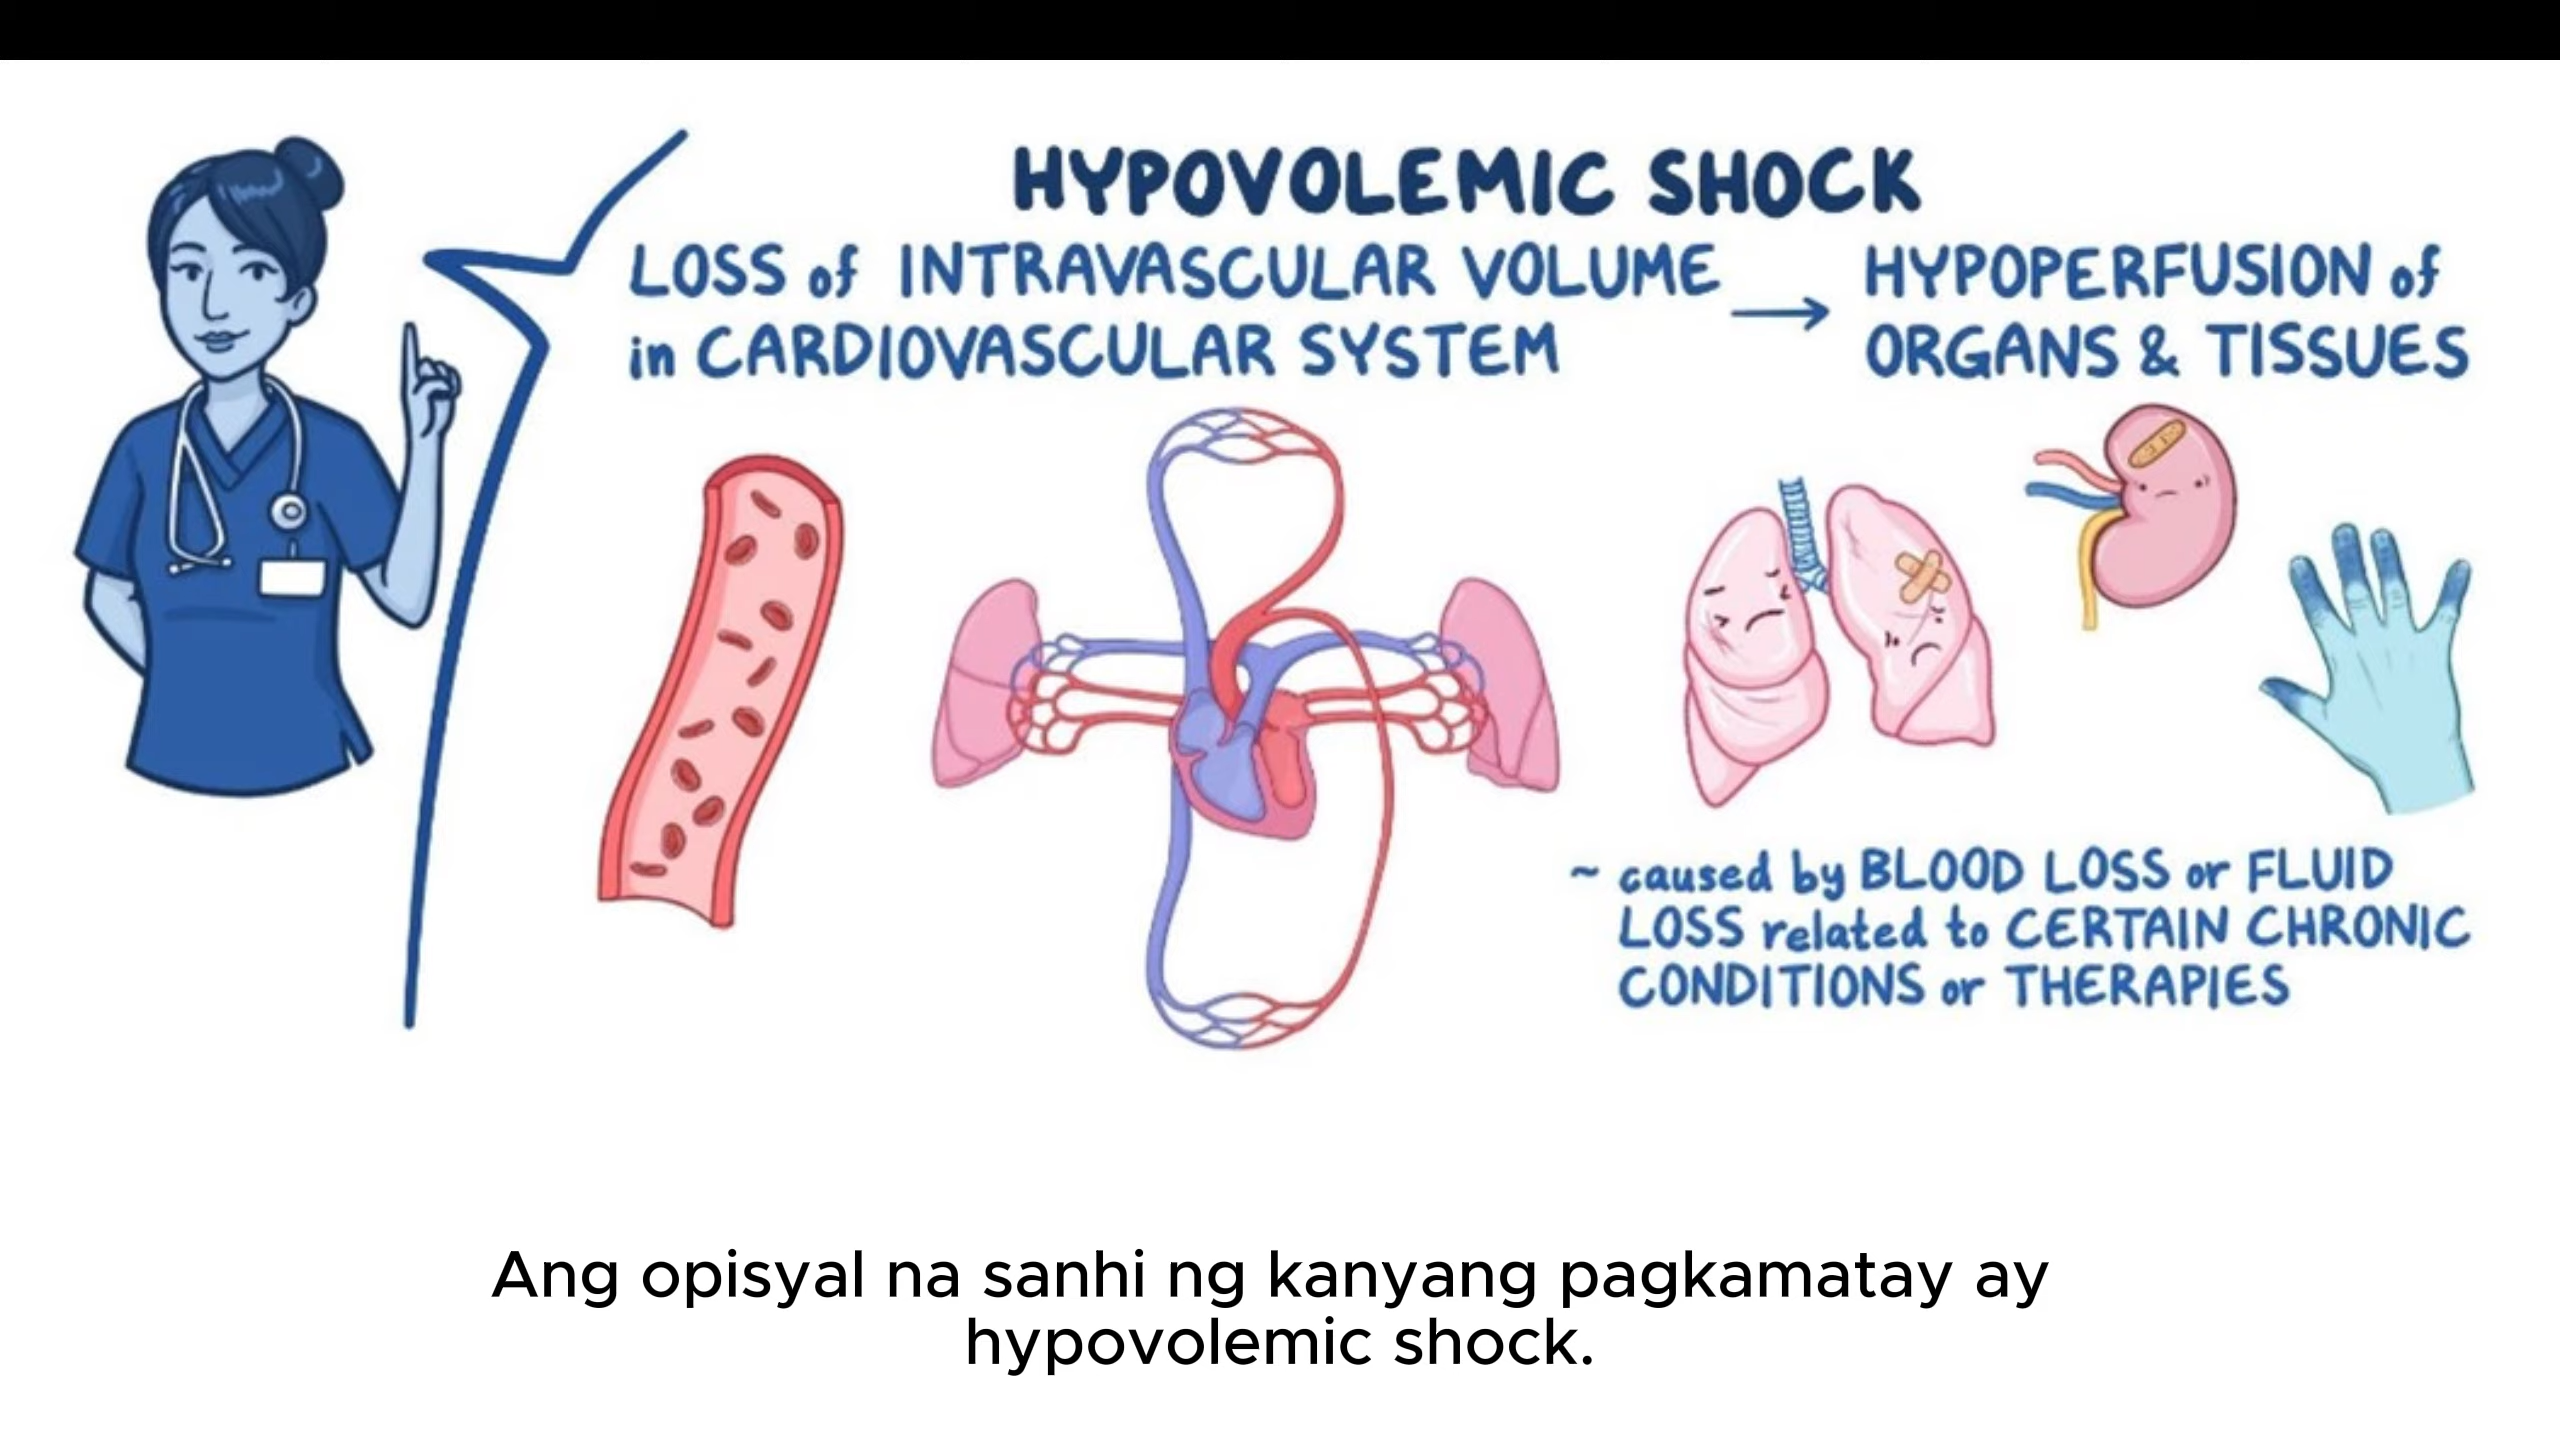 HYPOVOLEMIC SHOCK
LOSS of INTRAVASCULAR VOLUME
in CARDIOVASCULAR SYSTEM
→
HYPOPERFUSION of
ORGANS & TISSUES
~ caused by BLOOD LOSS or FLUID
LOSS related to CERTAIN CHRONIC
CONDITIONS or THERAPIES
Ang opisyal na sanhi ng kanyang pagkamatay ay
hypovolemic shock.